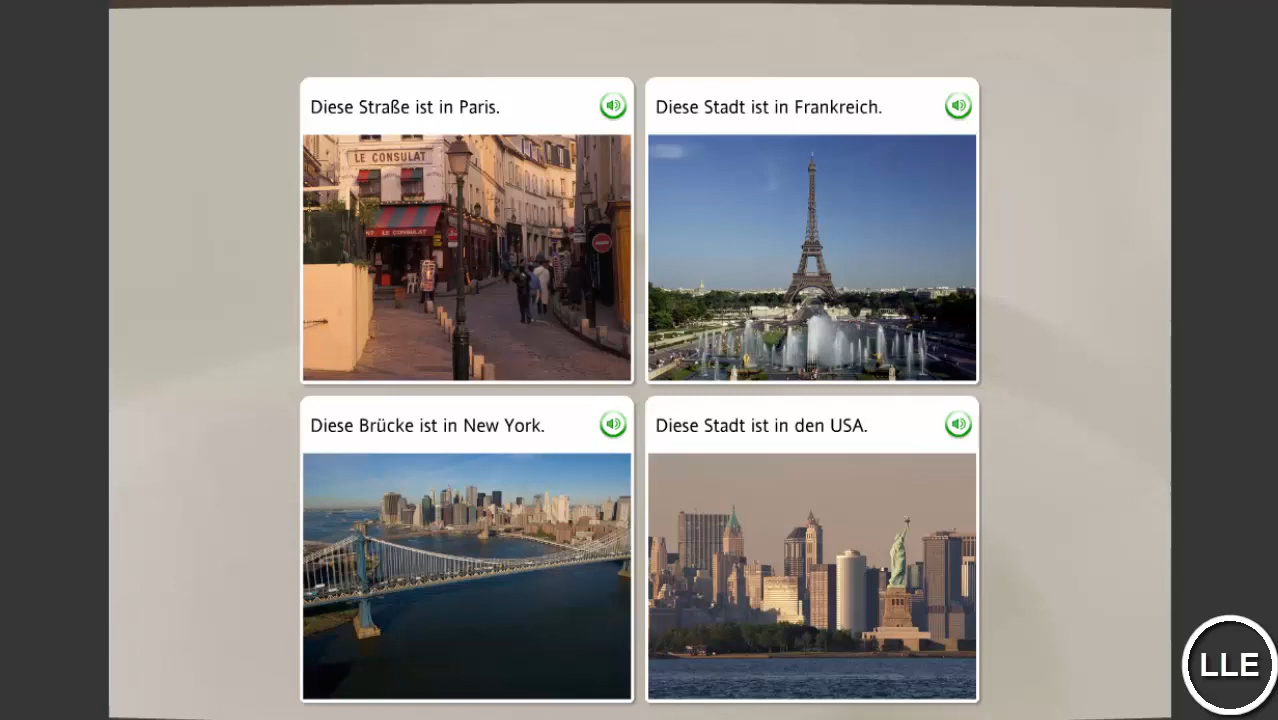 Diese Straße ist in Paris.
Diese Stadt ist in Frankreich.
LE CONSULAT
LE CONSULAT
Diese Brücke ist in New York.
Diese Stadt ist in den USA.
LLE